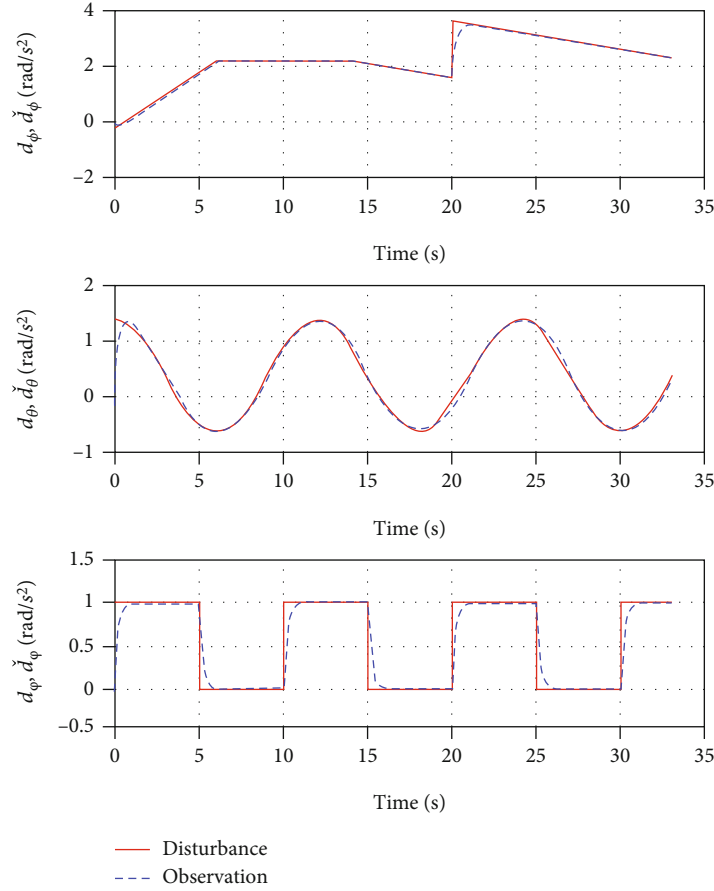 4
2
0
−2
d_ϕ, ď_ϕ (rad/s²)
0 5 10 15 20 25 30 35
Time (s)
2
1
0
−1
d_θ, ď_θ (rad/s²)
0 5 10 15 20 25 30 35
Time (s)
1.5
1
0.5
0
−0.5
d_φ, ď_φ (rad/s²)
0 5 10 15 20 25 30 35
Time (s)
Disturbance
Observation